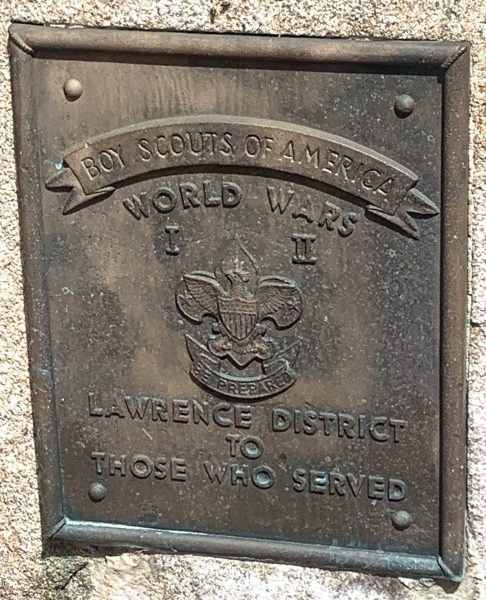 BOY SCOUTS OF AMERICA
WORLD WARS
I II
BE PREPARED
LAWRENCE DISTRICT
TO
THOSE WHO SERVED